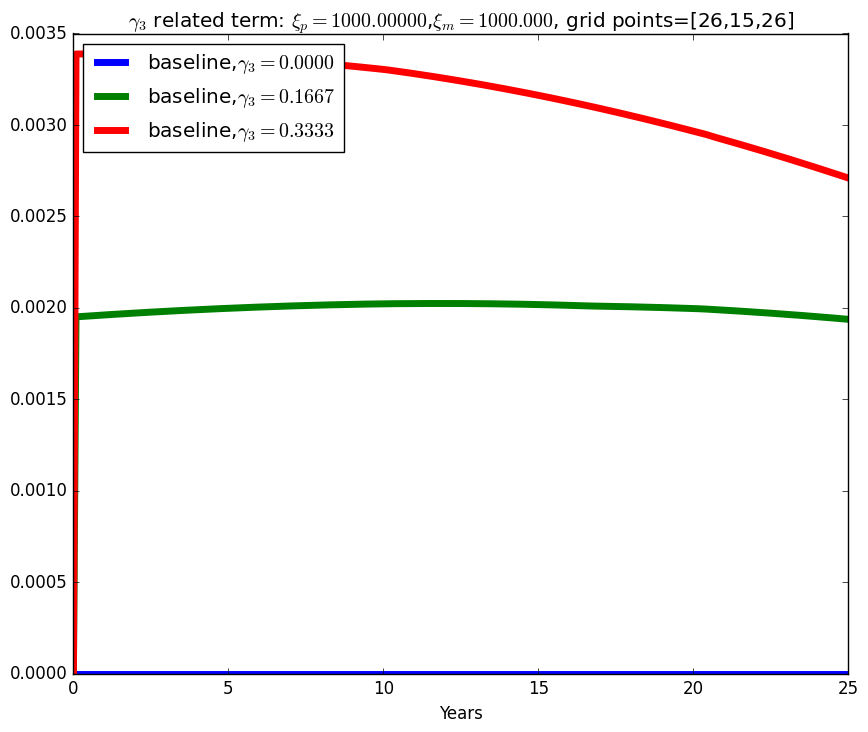 γ₃ related term: ξₚ = 1000.00000,ξₘ = 1000.000, grid points=[26,15,26]
baseline,γ₃ = 0.0000
baseline,γ₃ = 0.1667
baseline,γ₃ = 0.3333
0.0035
0.0030
0.0025
0.0020
0.0015
0.0010
0.0005
0.0000
0 5 10 15 20 25
Years